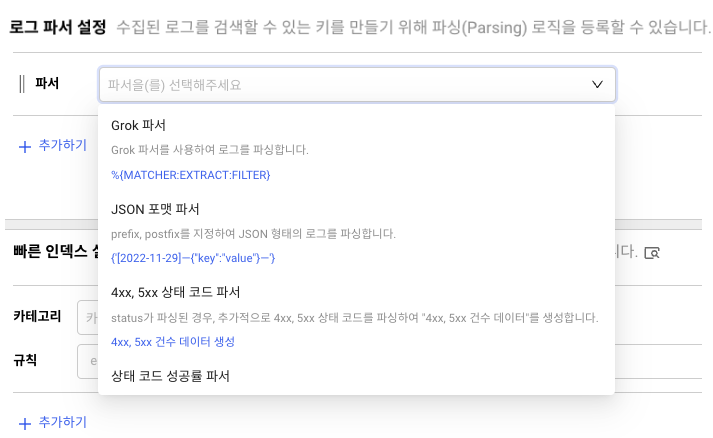 로그 파서 설정 수집된 로그를 검색할 수 있는 키를 만들기 위해 파싱(Parsing) 로직을 등록할 수 있습니다.
파서 파서을(를) 선택해주세요
Grok 파서
+ 추가하기
Grok 파서를 사용하여 로그를 파싱합니다.
%{MATCHER:EXTRACT:FILTER}
JSON 포맷 파서
prefix, postfix를 지정하여 JSON 형태의 로그를 파싱합니다.
빠른 인덱스 다.
{'[2022-11-29]—{"key":"value"}—'}
4xx, 5xx 상태 코드 파서
카테고리
status가 파싱된 경우, 추가적으로 4xx, 5xx 상태 코드를 파싱하여 "4xx, 5xx 건수 데이터"를 생성합니다.
4xx, 5xx 건수 데이터 생성
규칙
상태 코드 성공률 파서
+ 추가하기